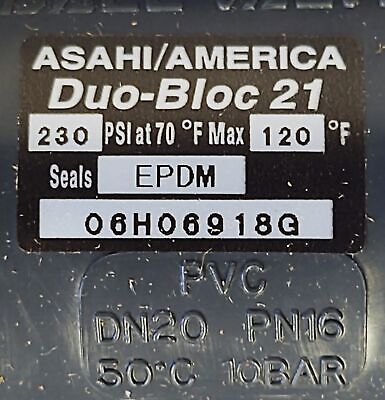 ASAHI/AMERICA
Duo-Bloc 21
230 PSI at 70 °F Max 120 °F
Seals EPDM
06H06918G
PVC
DN20 PN16
50°C 10BAR